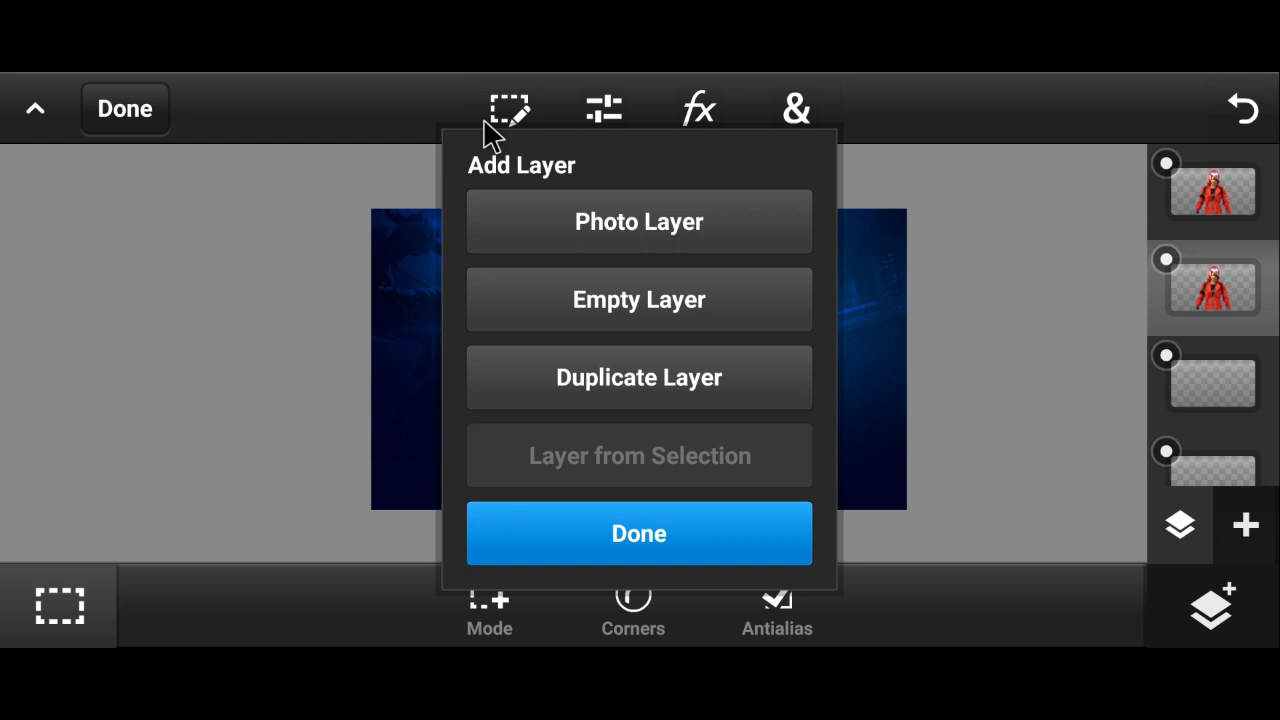 Done
fx
&
Add Layer
Photo Layer
Empty Layer
Duplicate Layer
Layer from Selection
Done
Mode
Corners
Antialias